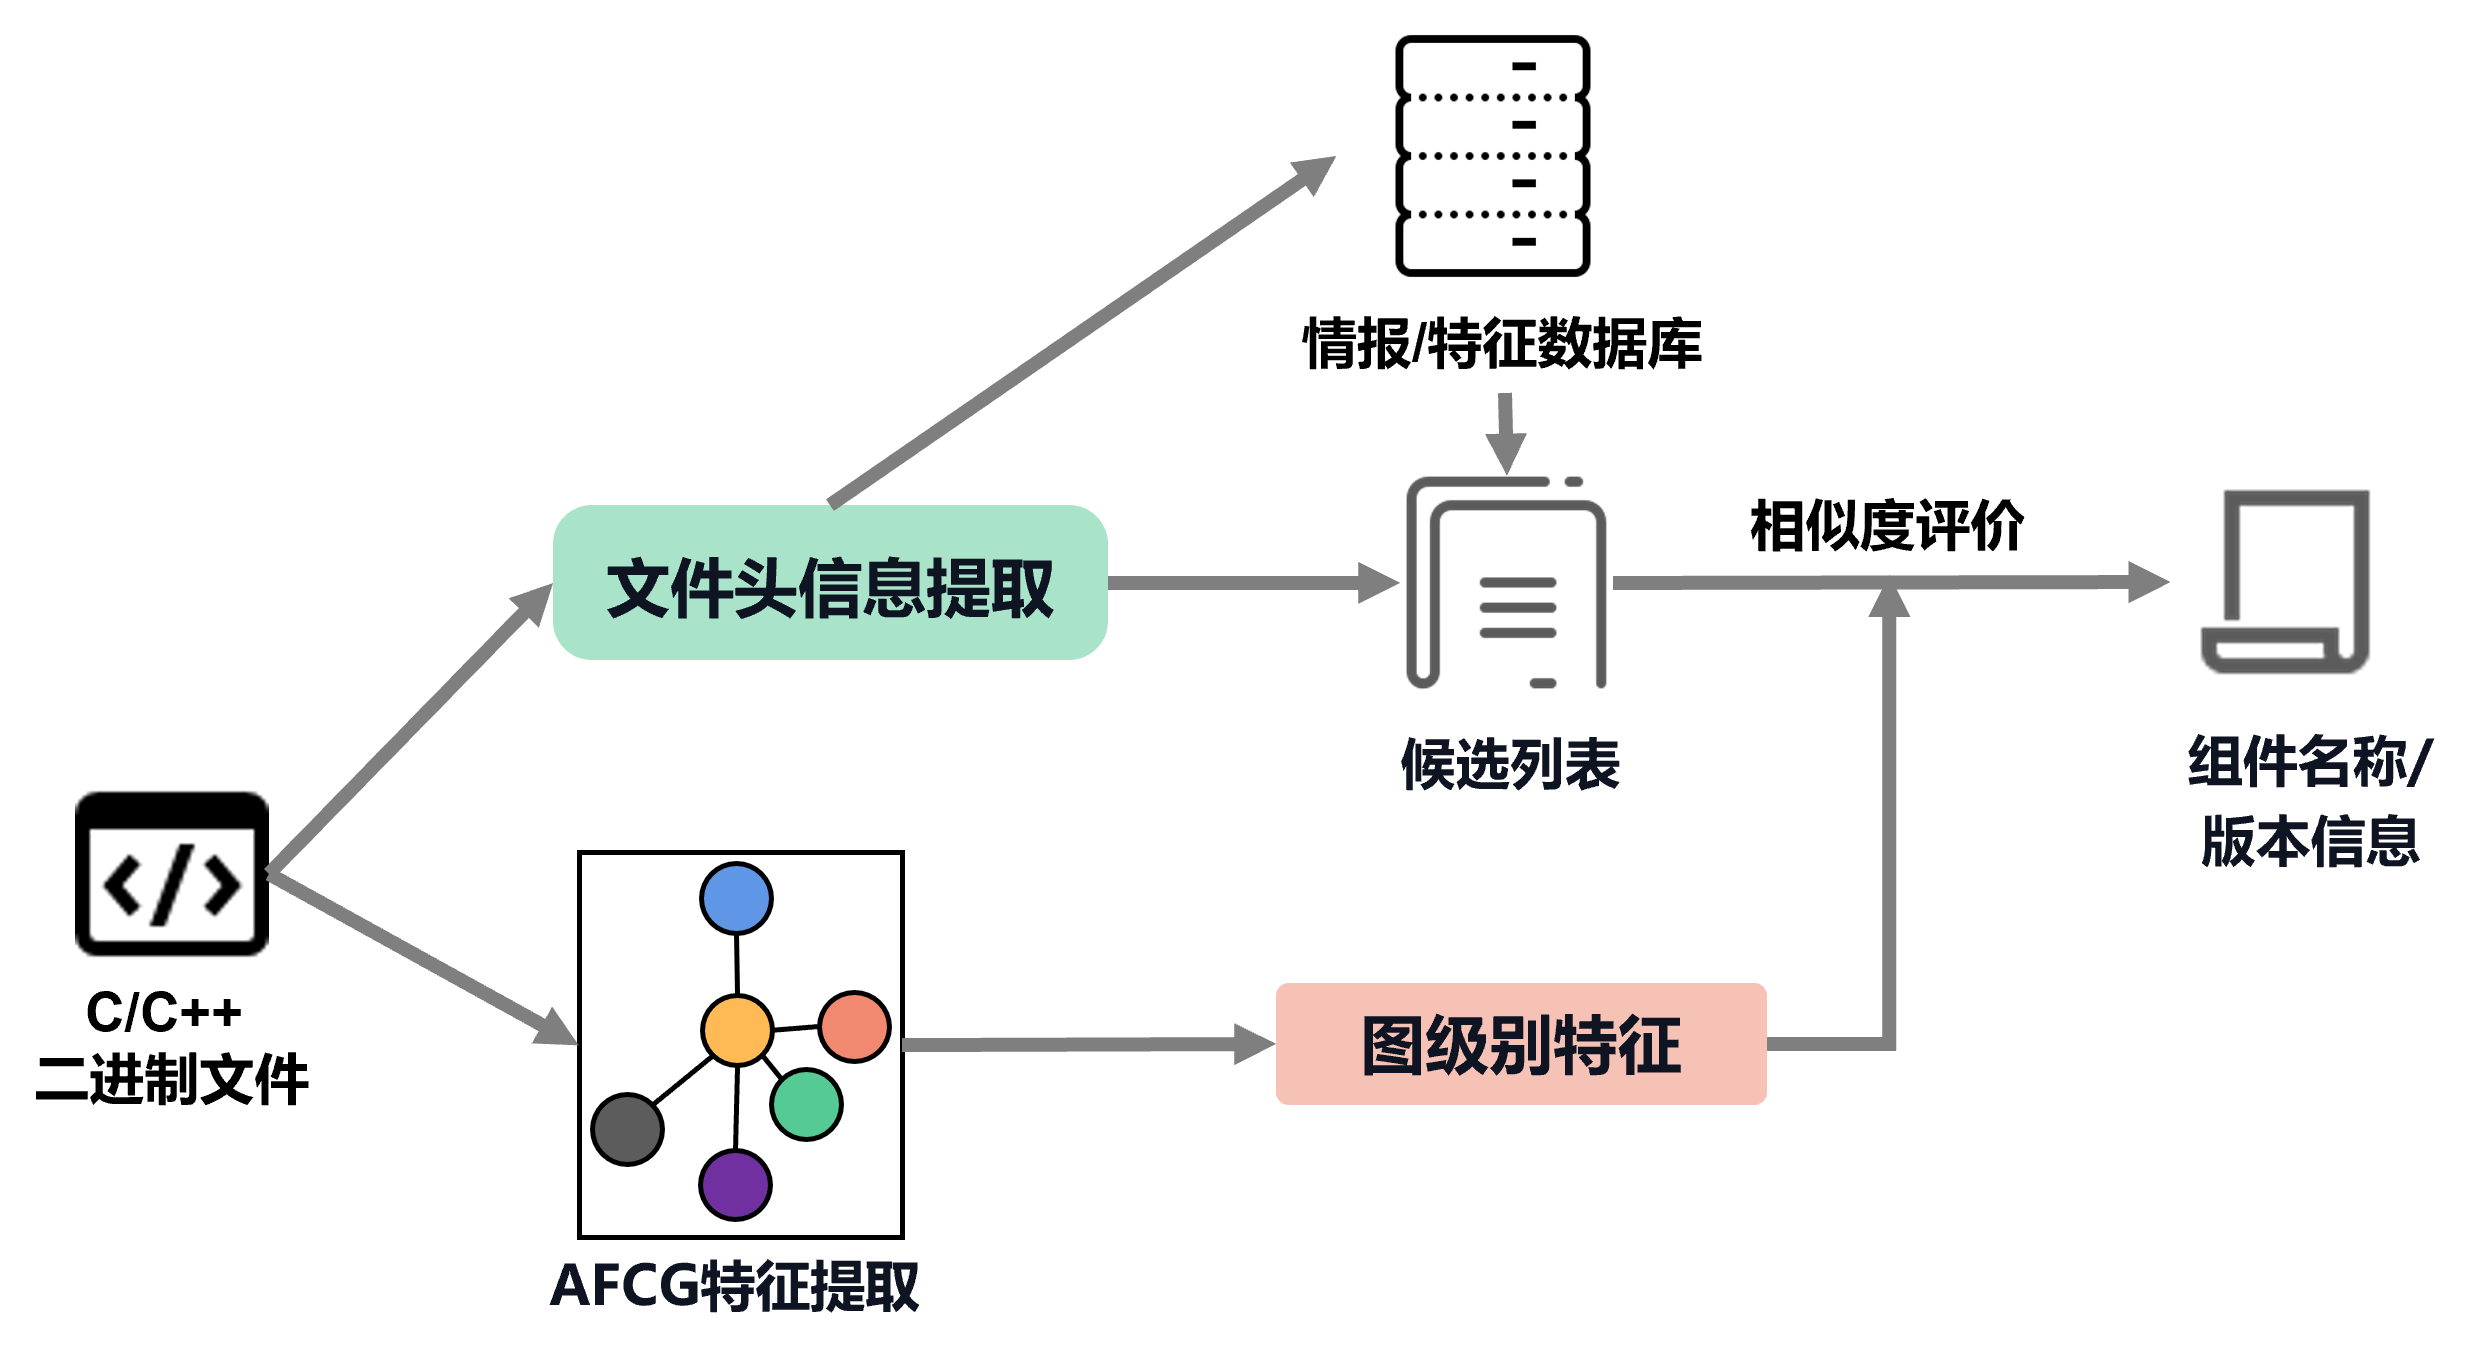 情报/特征数据库
相似度评价
文件头信息提取
候选列表
组件名称/
版本信息
</>
C/C++
二进制文件
图级别特征
AFCG特征提取